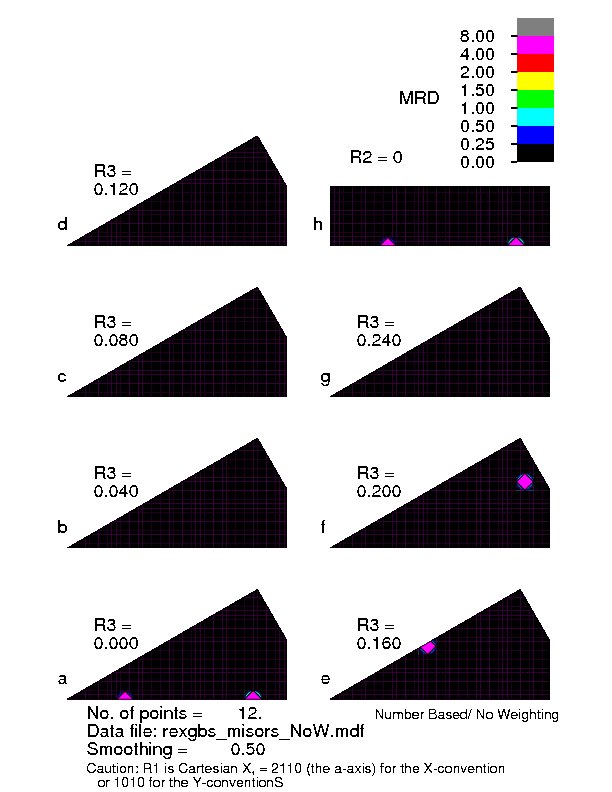 8.00
4.00
2.00
1.50
1.00
0.50
0.25
0.00
MRD
R3 =
0.120
d
R2 = 0
h
R3 =
0.080
c
R3 =
0.240
g
R3 =
0.040
b
R3 =
0.200
f
R3 =
0.000
a
R3 =
0.160
e
No. of points = 12.
Number Based/ No Weighting
Data file: rexgbs_misors_NoW.mdf
Smoothing = 0.50
Caution: R1 is Cartesian X, = 2110 (the a-axis) for the X-convention
or 1010 for the Y-conventionS